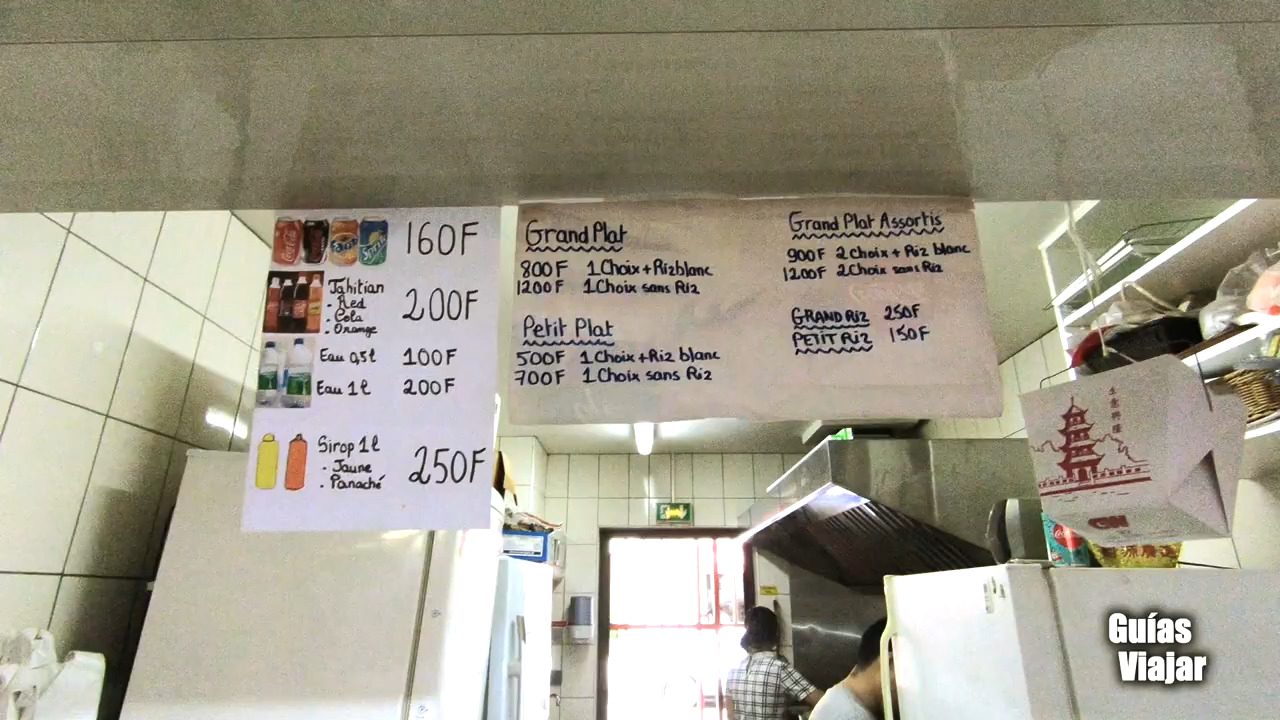 160F
Tahitian
. Red
. Cola
. Orange
200F
Eau 0,5l 100F
Eau 1l 200F
Sirop 1l
. Jaune
. Panaché
250F
Grand Plat
800F 1 Choix + Riz blanc
1200F 1 Choix sans Riz
Petit Plat
500F 1 Choix + Riz blanc
700F 1 Choix sans Riz
Grand Plat Assortis
900F 2 Choix + Riz blanc
1200F 2 Choix sans Riz
GRAND Riz 250F
PETIT Riz 150F
Guías
Viajar